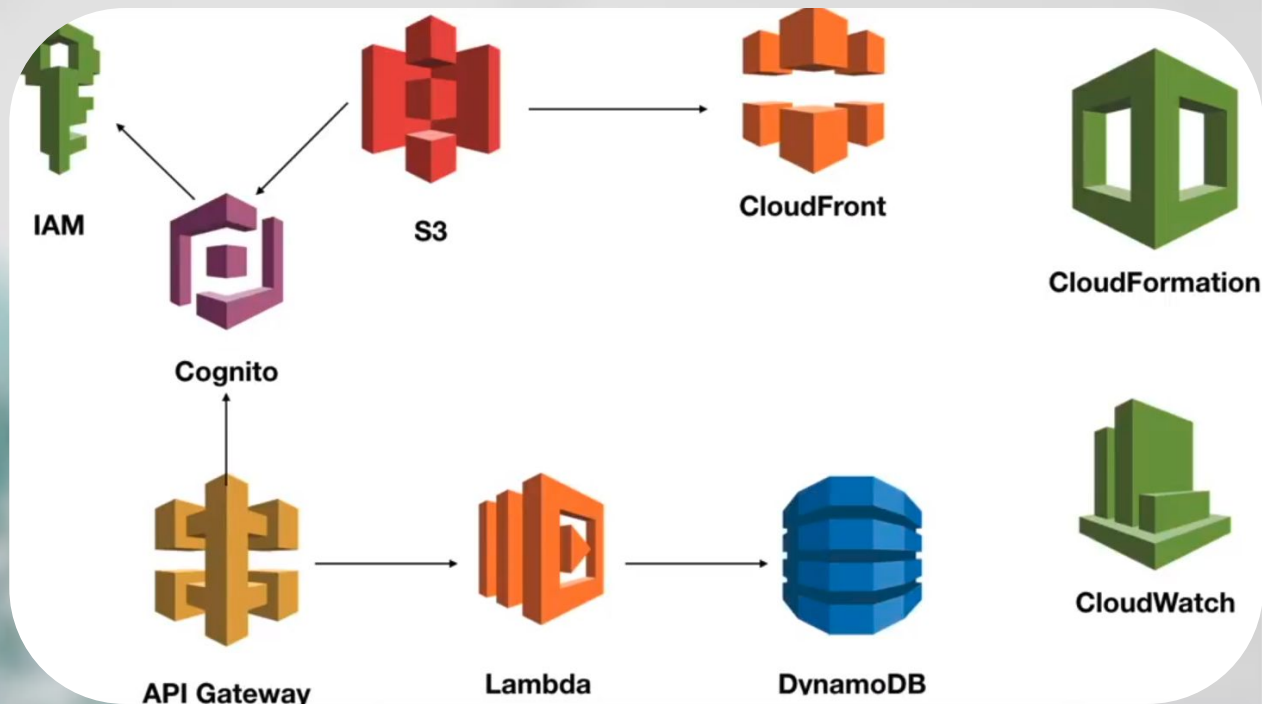 IAM
S3
CloudFront
CloudFormation
Cognito
CloudWatch
API Gateway
Lambda
DynamoDB